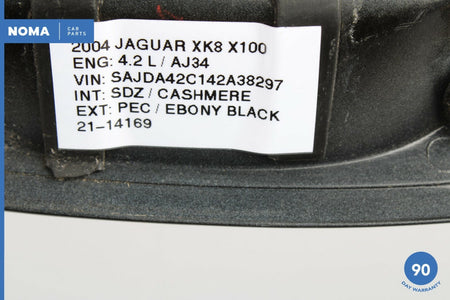 NOMA CAR PARTS
2004 JAGUAR XK8 X100
ENG: 4.2 L / AJ34
VIN: SAJDA42C142A38297
INT: SDZ / CASHMERE
EXT: PEC / EBONY BLACK
21-14169
90
DAY WARRANTY